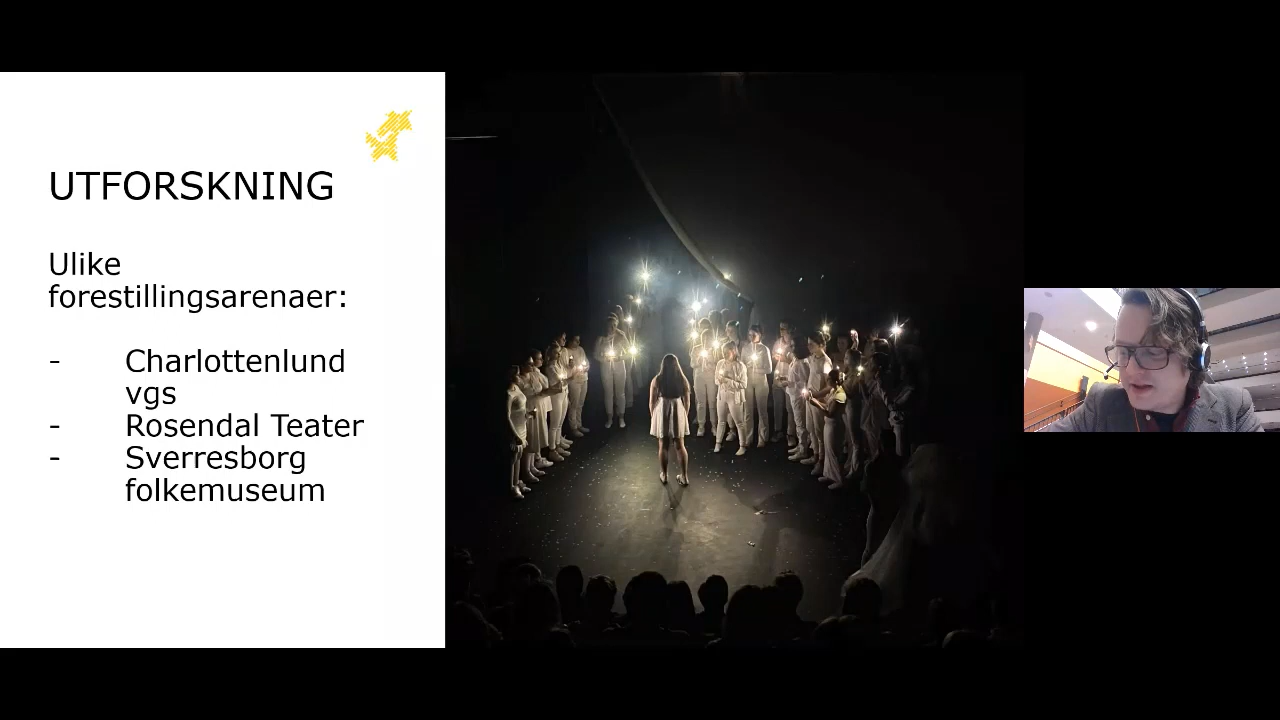 UTFORSKNING
Ulike
forestillingsarenaer:
- Charlottenlund
vgs
- Rosendal Teater
- Sverresborg
folkemuseum